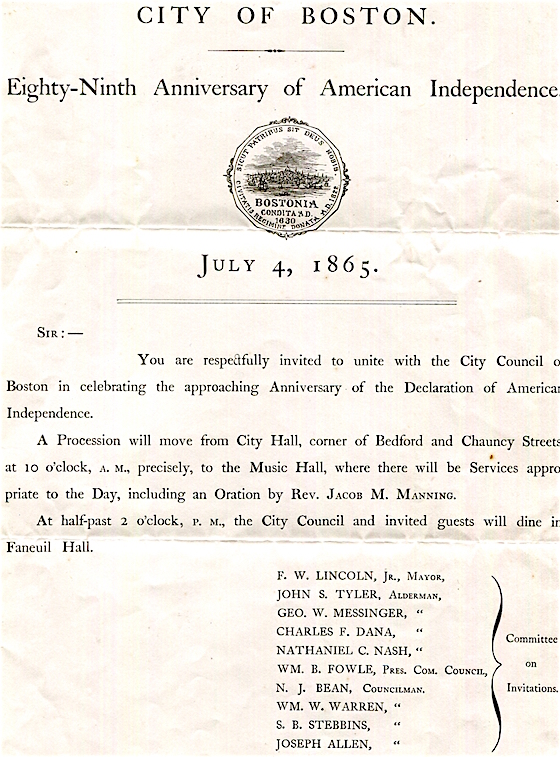 CITY OF BOSTON.
Eighty-Ninth Anniversary of American Independence
SICUT PATRIBUS SIT DEUS NOBIS
CIVITATIS REGIMINE DONATA A.D. 1822
BOSTONIA
CONDITA A.D.
1630
JULY 4, 1865.
SIR:—
You are respectfully invited to unite with the City Council o
Boston in celebrating the approaching Anniversary of the Declaration of America
Independence.
A Procession will move from City Hall, corner of Bedford and Chauncy Streets
at 10 o'clock, A. M., precisely, to the Music Hall, where there will be Services appro
priate to the Day, including an Oration by Rev. JACOB M. MANNING.
At half-past 2 o'clock, P. M., the City Council and invited guests will dine in
Faneuil Hall.
F. W. LINCOLN, JR., MAYOR,
JOHN S. TYLER, ALDERMAN,
GEO. W. MESSINGER, "
CHARLES F. DANA, "
NATHANIEL C. NASH, "
WM. B. FOWLE, PRES. COM. COUNCIL,
N. J. BEAN, COUNCILMAN.
WM. W. WARREN, "
S. B. STEBBINS, "
JOSEPH ALLEN, "
Committee
on
Invitations.